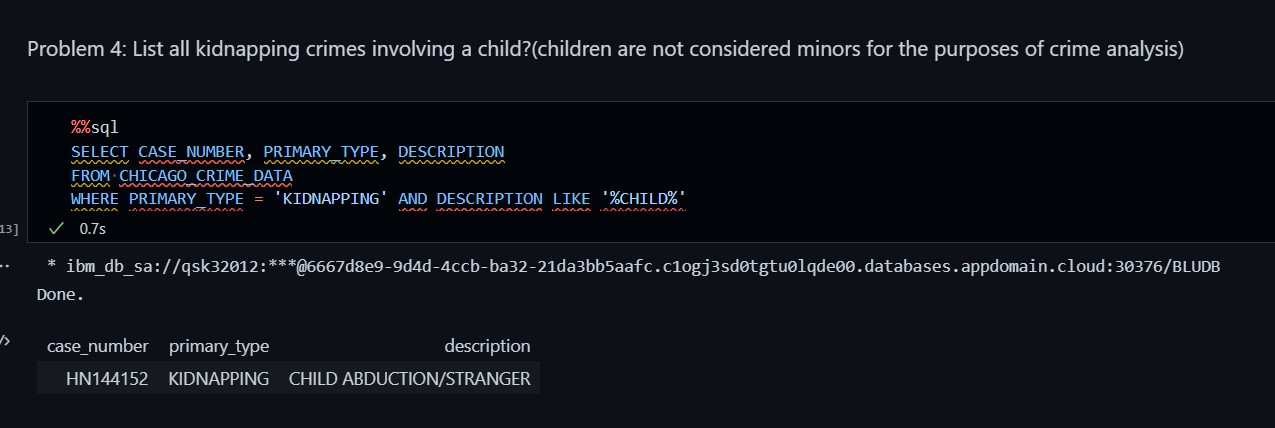 Problem 4: List all kidnapping crimes involving a child?(children are not considered minors for the purposes of crime analysis)
%%sql
SELECT CASE_NUMBER, PRIMARY_TYPE, DESCRIPTION
FROM CHICAGO_CRIME_DATA
WHERE PRIMARY_TYPE = 'KIDNAPPING' AND DESCRIPTION LIKE '%CHILD%'
13] ✓ 0.7s
* ibm_db_sa://qsk32012:***@6667d8e9-9d4d-4ccb-ba32-21da3bb5aafc.c1ogj3sd0tgtu0lqde00.databases.appdomain.cloud:30376/BLUDB
Done.
case_number primary_type description
HN144152 KIDNAPPING CHILD ABDUCTION/STRANGER